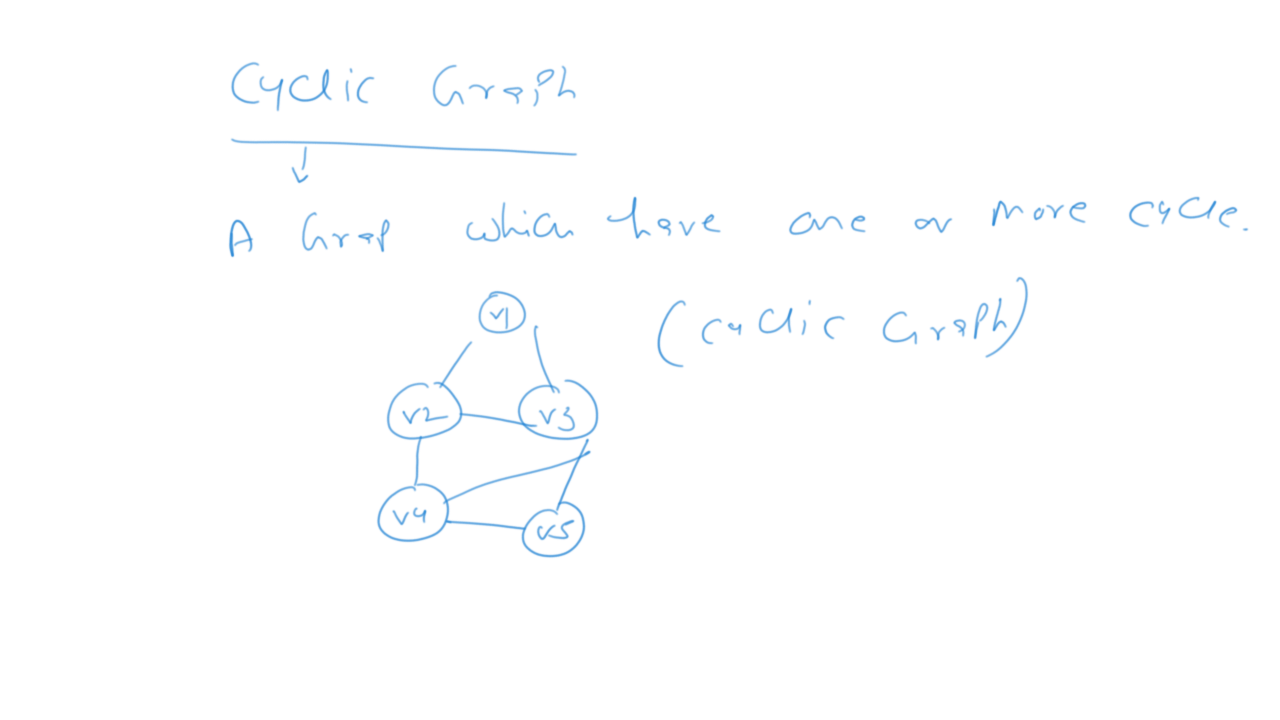 Cyclic Graph
A Grap which have one or more cycle.
(cyclic Graph)
v1
v2 v3
v4 v5